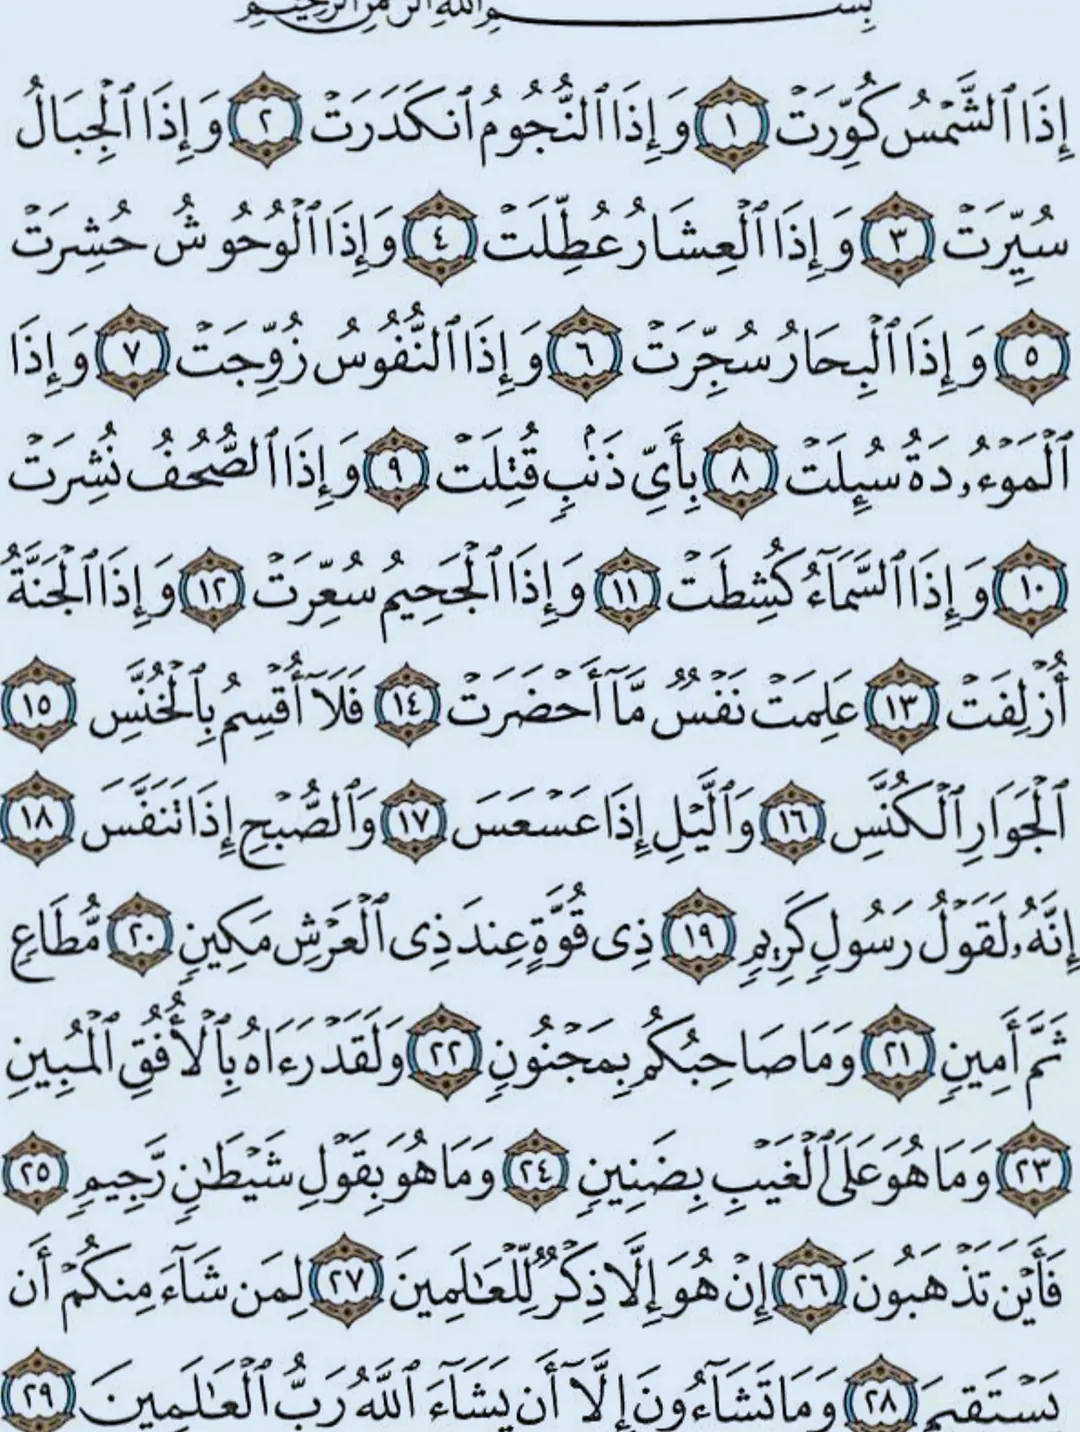 بِسْمِ ٱللَّهِ ٱلرَّحْمَٰنِ ٱلرَّحِيمِ
إِذَا ٱلشَّمْسُ كُوِّرَتْ ١ وَإِذَا ٱلنُّجُومُ ٱنكَدَرَتْ ٢ وَإِذَا ٱلْجِبَالُ
سُيِّرَتْ ٣ وَإِذَا ٱلْعِشَارُ عُطِّلَتْ ٤ وَإِذَا ٱلْوُحُوشُ حُشِرَتْ
٥ وَإِذَا ٱلْبِحَارُ سُجِّرَتْ ٦ وَإِذَا ٱلنُّفُوسُ زُوِّجَتْ ٧ وَإِذَا
ٱلْمَوْءُۥدَةُ سُئِلَتْ ٨ بِأَيِّ ذَنۢبٍ قُتِلَتْ ٩ وَإِذَا ٱلصُّحُفُ نُشِرَتْ
١٠ وَإِذَا ٱلسَّمَآءُ كُشِطَتْ ١١ وَإِذَا ٱلْجَحِيمُ سُعِّرَتْ ١٢ وَإِذَا ٱلْجَنَّةُ
أُزْلِفَتْ ١٣ عَلِمَتْ نَفْسٌ مَّآ أَحْضَرَتْ ١٤ فَلَآ أُقْسِمُ بِٱلْخُنَّسِ ١٥
ٱلْجَوَارِ ٱلْكُنَّسِ ١٦ وَٱلَّيْلِ إِذَا عَسْعَسَ ١٧ وَٱلصُّبْحِ إِذَا تَنَفَّسَ ١٨
إِنَّهُۥ لَقَوْلُ رَسُولٍ كَرِيمٍ ١٩ ذِى قُوَّةٍ عِندَ ذِى ٱلْعَرْشِ مَكِينٍ ٢٠ مُّطَاعٍ
ثَمَّ أَمِينٍ ٢١ وَمَا صَاحِبُكُم بِمَجْنُونٍ ٢٢ وَلَقَدْ رَءَاهُ بِٱلْأُفُقِ ٱلْمُبِينِ
٢٣ وَمَا هُوَ عَلَى ٱلْغَيْبِ بِضَنِينٍ ٢٤ وَمَا هُوَ بِقَوْلِ شَيْطَٰنٍ رَّجِيمٍ ٢٥
فَأَيْنَ تَذْهَبُونَ ٢٦ إِنْ هُوَ إِلَّا ذِكْرٌ لِّلْعَٰلَمِينَ ٢٧ لِمَن شَآءَ مِنكُمْ أَن
يَسْتَقِيمَ ٢٨ وَمَا تَشَآءُونَ إِلَّآ أَن يَشَآءَ ٱللَّهُ رَبُّ ٱلْعَٰلَمِينَ ٢٩